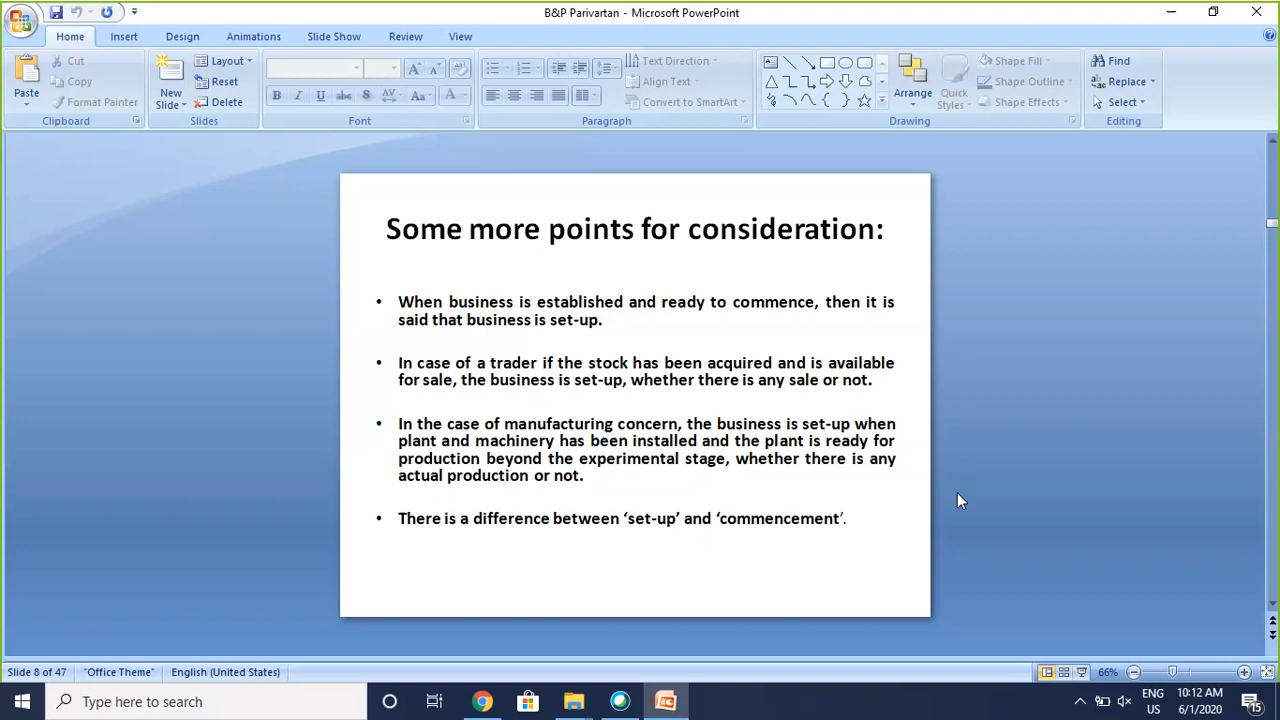 B&P Parivartan - Microsoft PowerPoint
Home Insert Design Animations Slide Show Review View
Paste
Cut
Copy
Format Painter
Clipboard
New Slide
Layout
Reset
Delete
Slides
B I U abc S AV Aa A
Font
Text Direction
Align Text
Convert to SmartArt
Paragraph
Arrange
Quick Styles
Shape Fill
Shape Outline
Shape Effects
Drawing
Find
Replace
Select
Editing
Some more points for consideration:
• When business is established and ready to commence, then it is
said that business is set-up.
• In case of a trader if the stock has been acquired and is available
for sale, the business is set-up, whether there is any sale or not.
• In the case of manufacturing concern, the business is set-up when
plant and machinery has been installed and the plant is ready for
production beyond the experimental stage, whether there is any
actual production or not.
• There is a difference between ‘set-up’ and ‘commencement’.
Slide 8 of 47 "Office Theme" English (United States) 66%
Type here to search
ENG
US
10:12 AM
6/1/2020
15